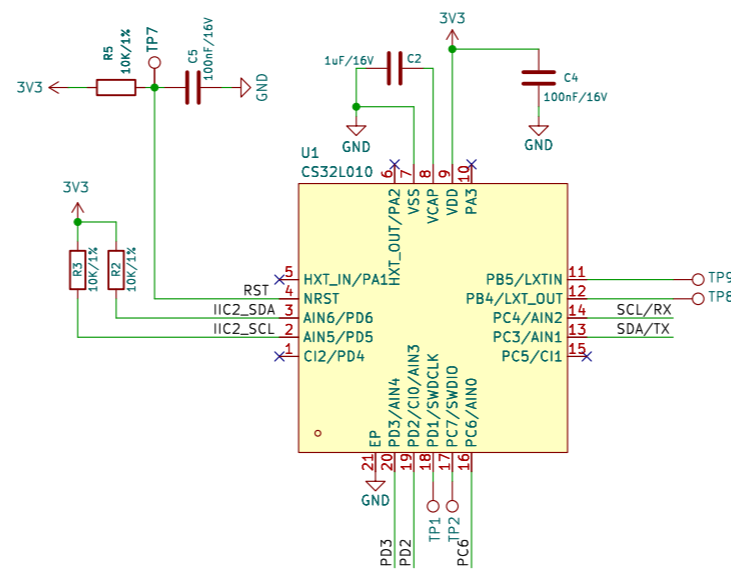 3V3
R5
10K/1%
TP7
C5
100nF/16V
GND
1uF/16V
C2
GND
3V3
C4
100nF/16V
GND
U1
CS32L010
6
HXT_OUT/PA2
7
VSS
8
VCAP
9
VDD
10
PA3
3V3
R3
10K/1%
R2
10K/1%
5
HXT_IN/PA1
RST
4
NRST
IIC2_SDA
3
AIN6/PD6
IIC2_SCL
2
AIN5/PD5
1
CI2/PD4
PB5/LXTIN
11
TP9
PB4/LXT_OUT
12
TP8
PC4/AIN2
14
SCL/RX
PC3/AIN1
13
SDA/TX
PC5/CI1
15
EP
21
GND
PD3/AIN4
20
PD3
PD2/CI0/AIN3
19
PD2
PD1/SWDCLK
18
TP1
PC7/SWDIO
17
TP2
PC6/AIN0
16
PC6